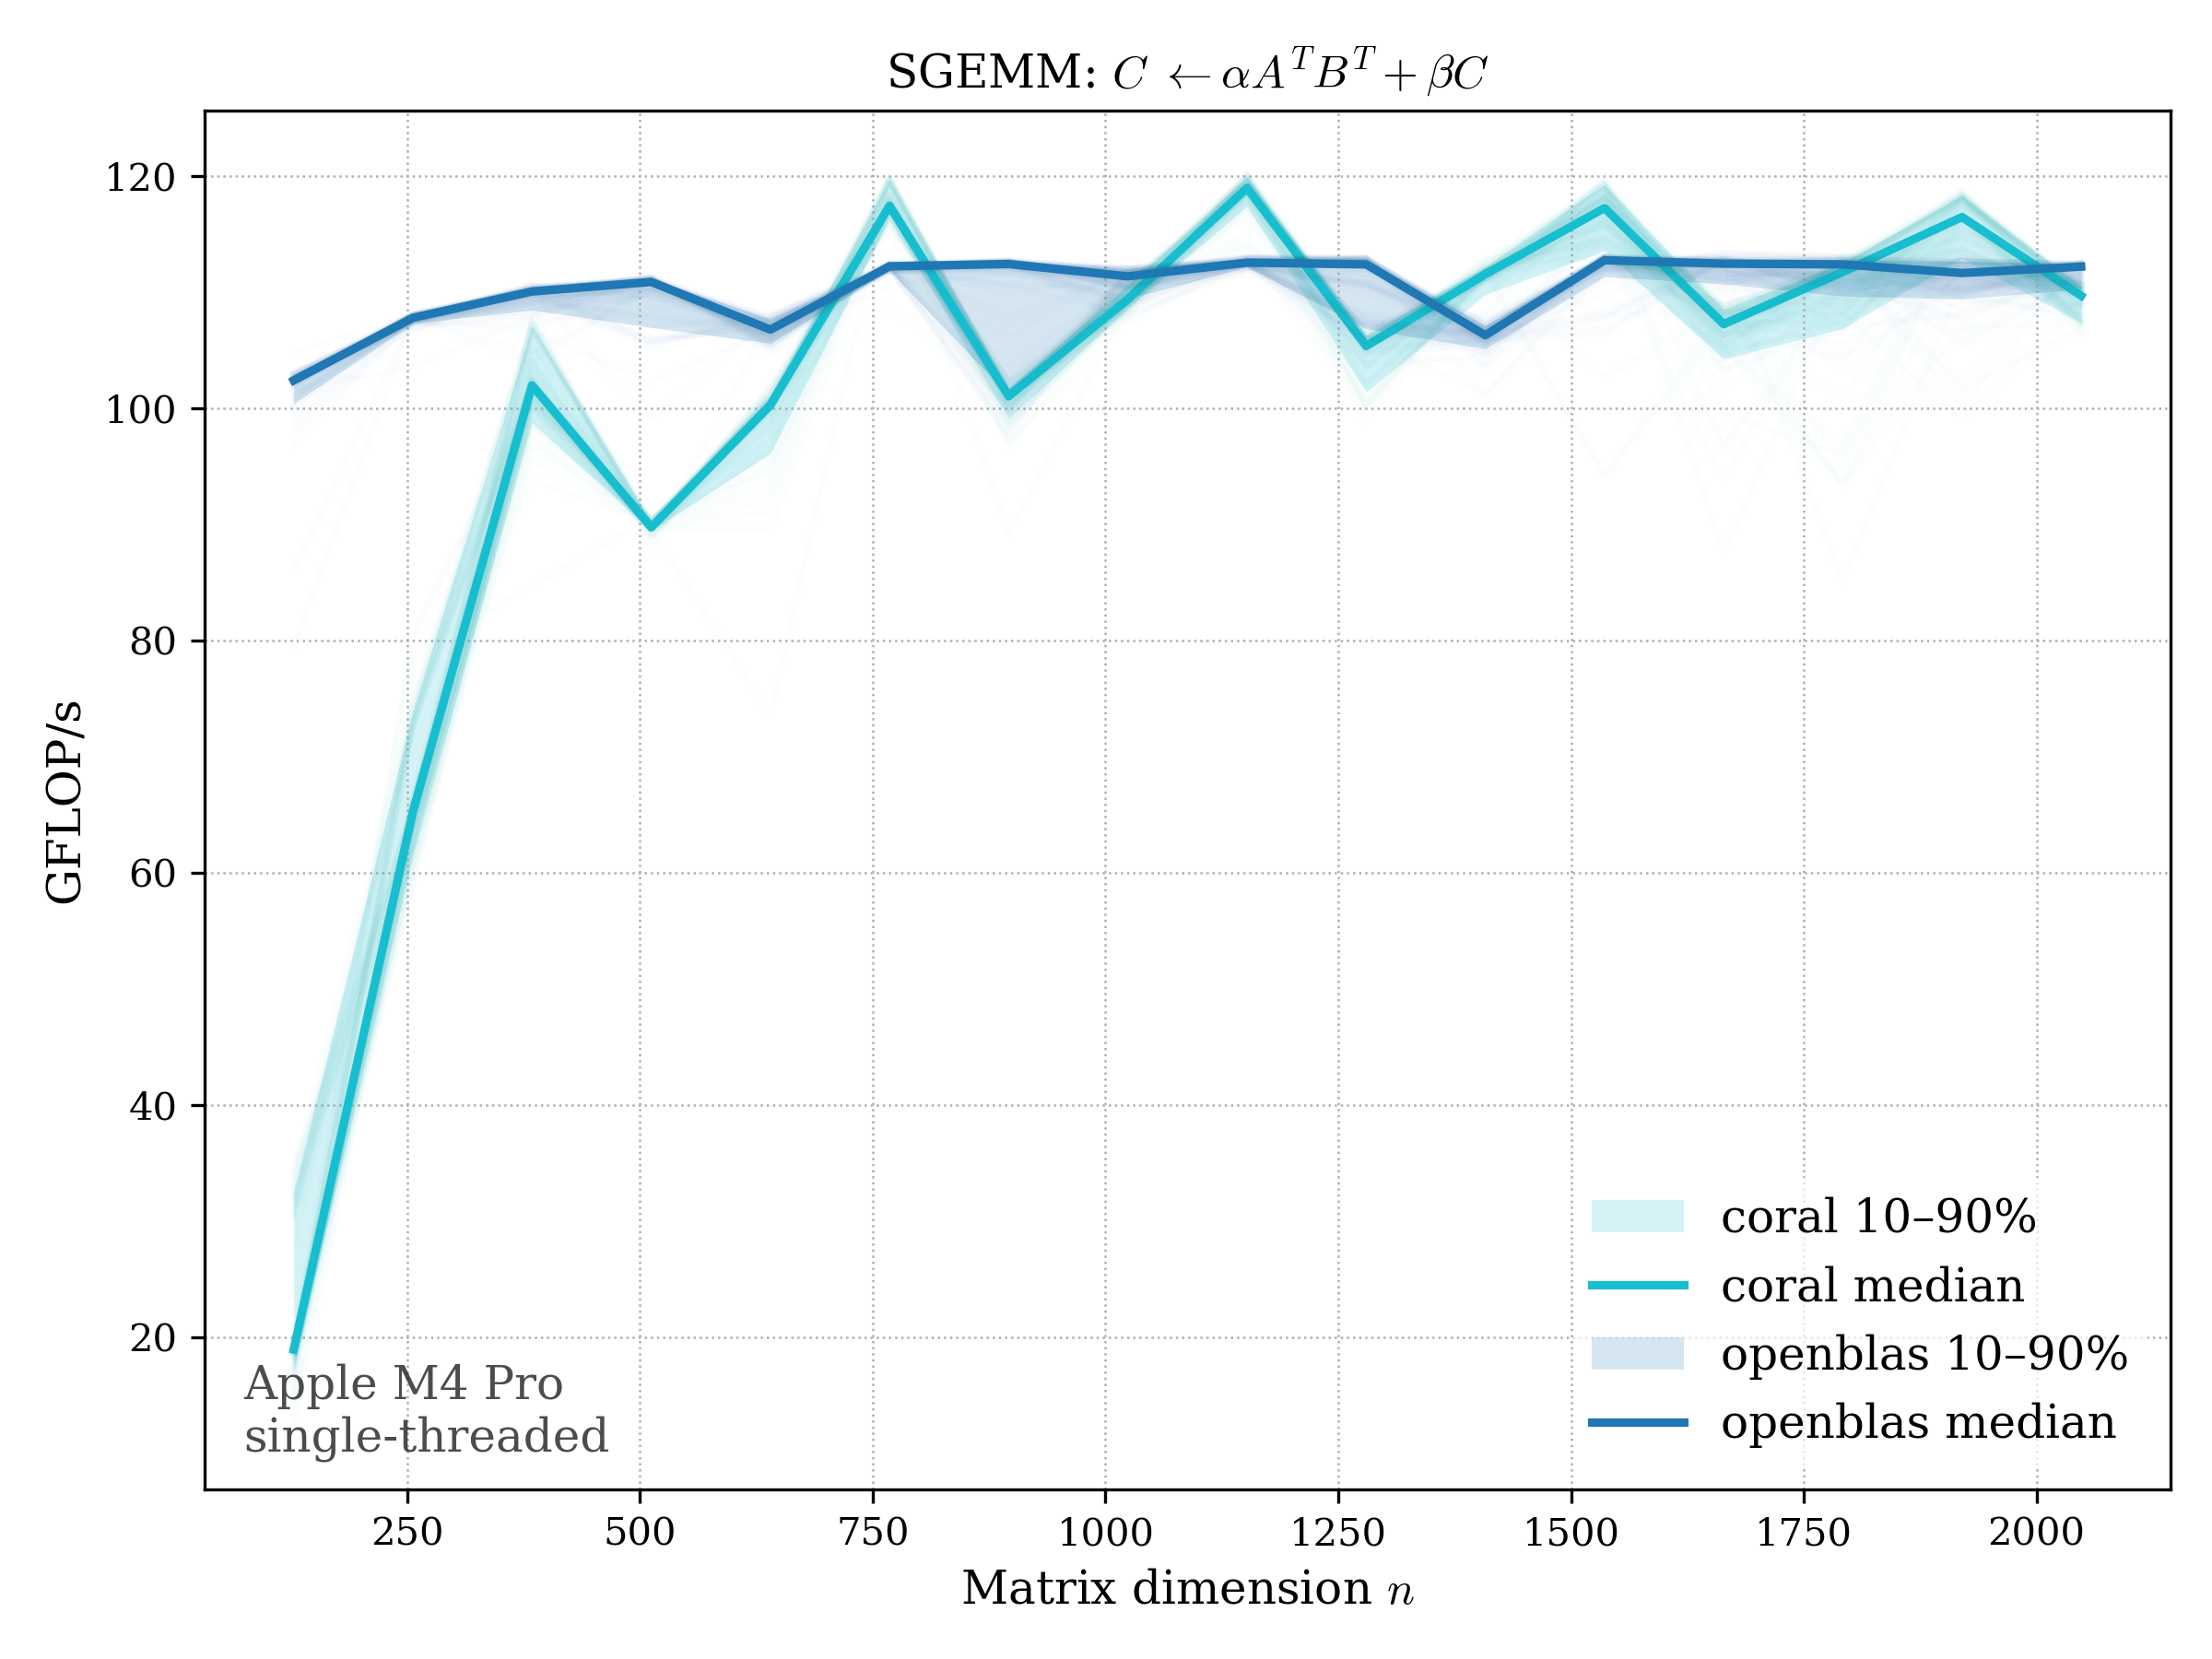 SGEMM: C ← αAᵀBᵀ + βC
GFLOP/s
120
100
80
60
40
20
Apple M4 Pro
single-threaded
coral 10–90%
coral median
openblas 10–90%
openblas median
250 500 750 1000 1250 1500 1750 2000
Matrix dimension n